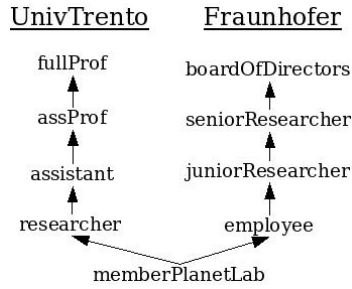 UnivTrento
fullProf
assProf
assistant
researcher
Fraunhofer
boardOfDirectors
seniorResearcher
juniorResearcher
employee
memberPlanetLab